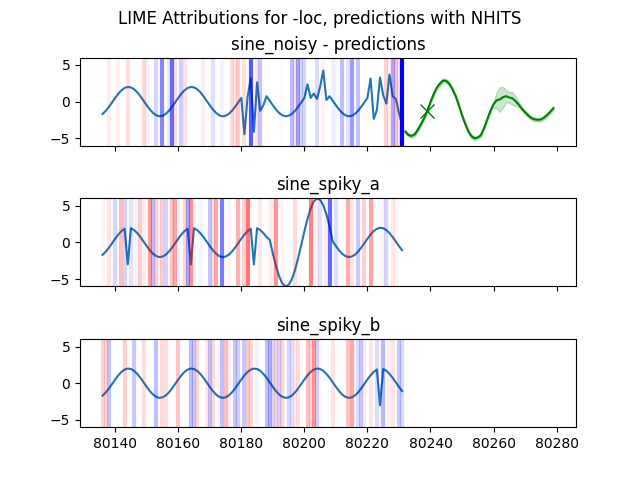 LIME Attributions for -loc, predictions with NHITS
sine_noisy - predictions
5
0
−5
sine_spiky_a
5
0
−5
sine_spiky_b
5
0
−5
80140 80160 80180 80200 80220 80240 80260 80280